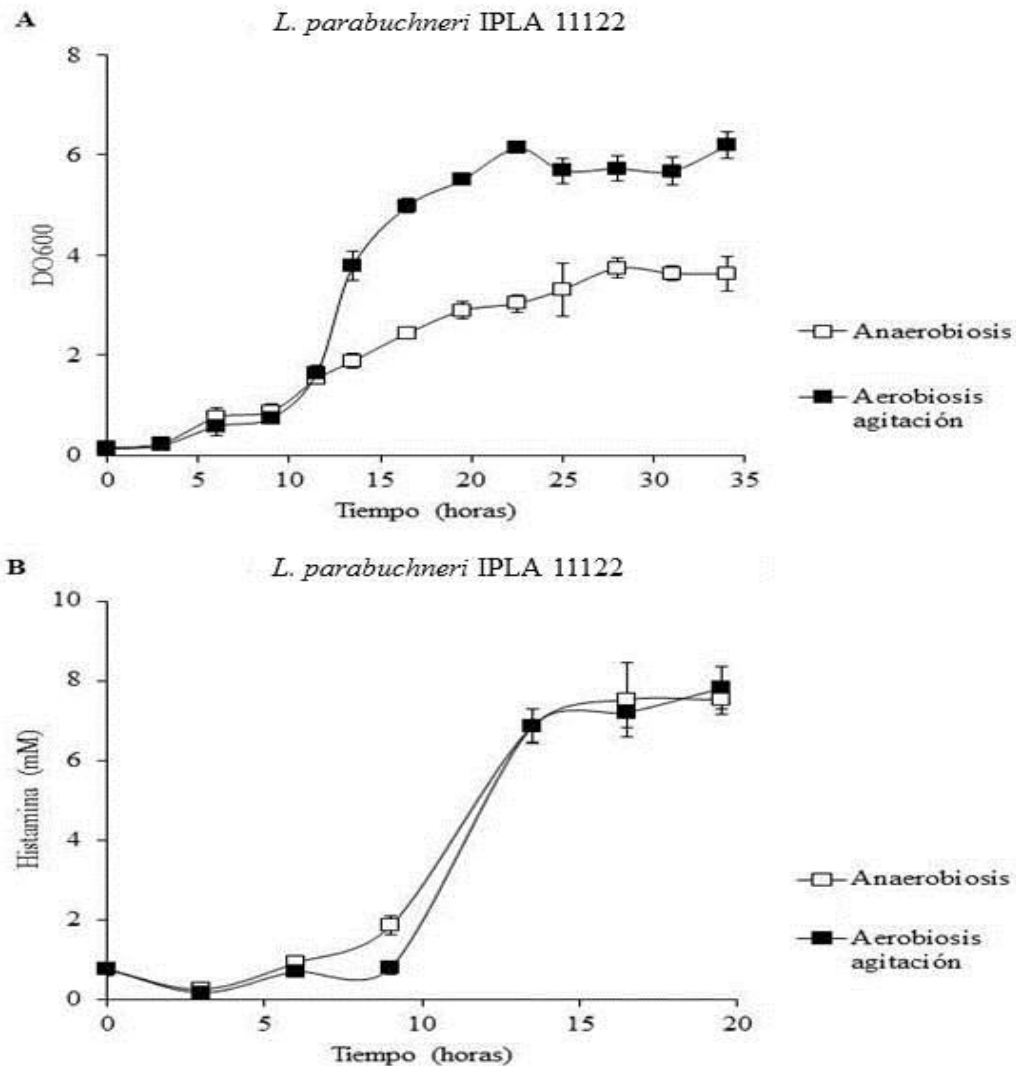 A
L. parabuchneri IPLA 11122
8
6
4
2
0
DO600
0 5 10 15 20 25 30 35
Tiempo (horas)
Anaerobiosis
Aerobiosis
agitación
B
L. parabuchneri IPLA 11122
10
8
6
4
2
0
Histamina (mM)
0 5 10 15 20
Tiempo (horas)
Anaerobiosis
Aerobiosis
agitación